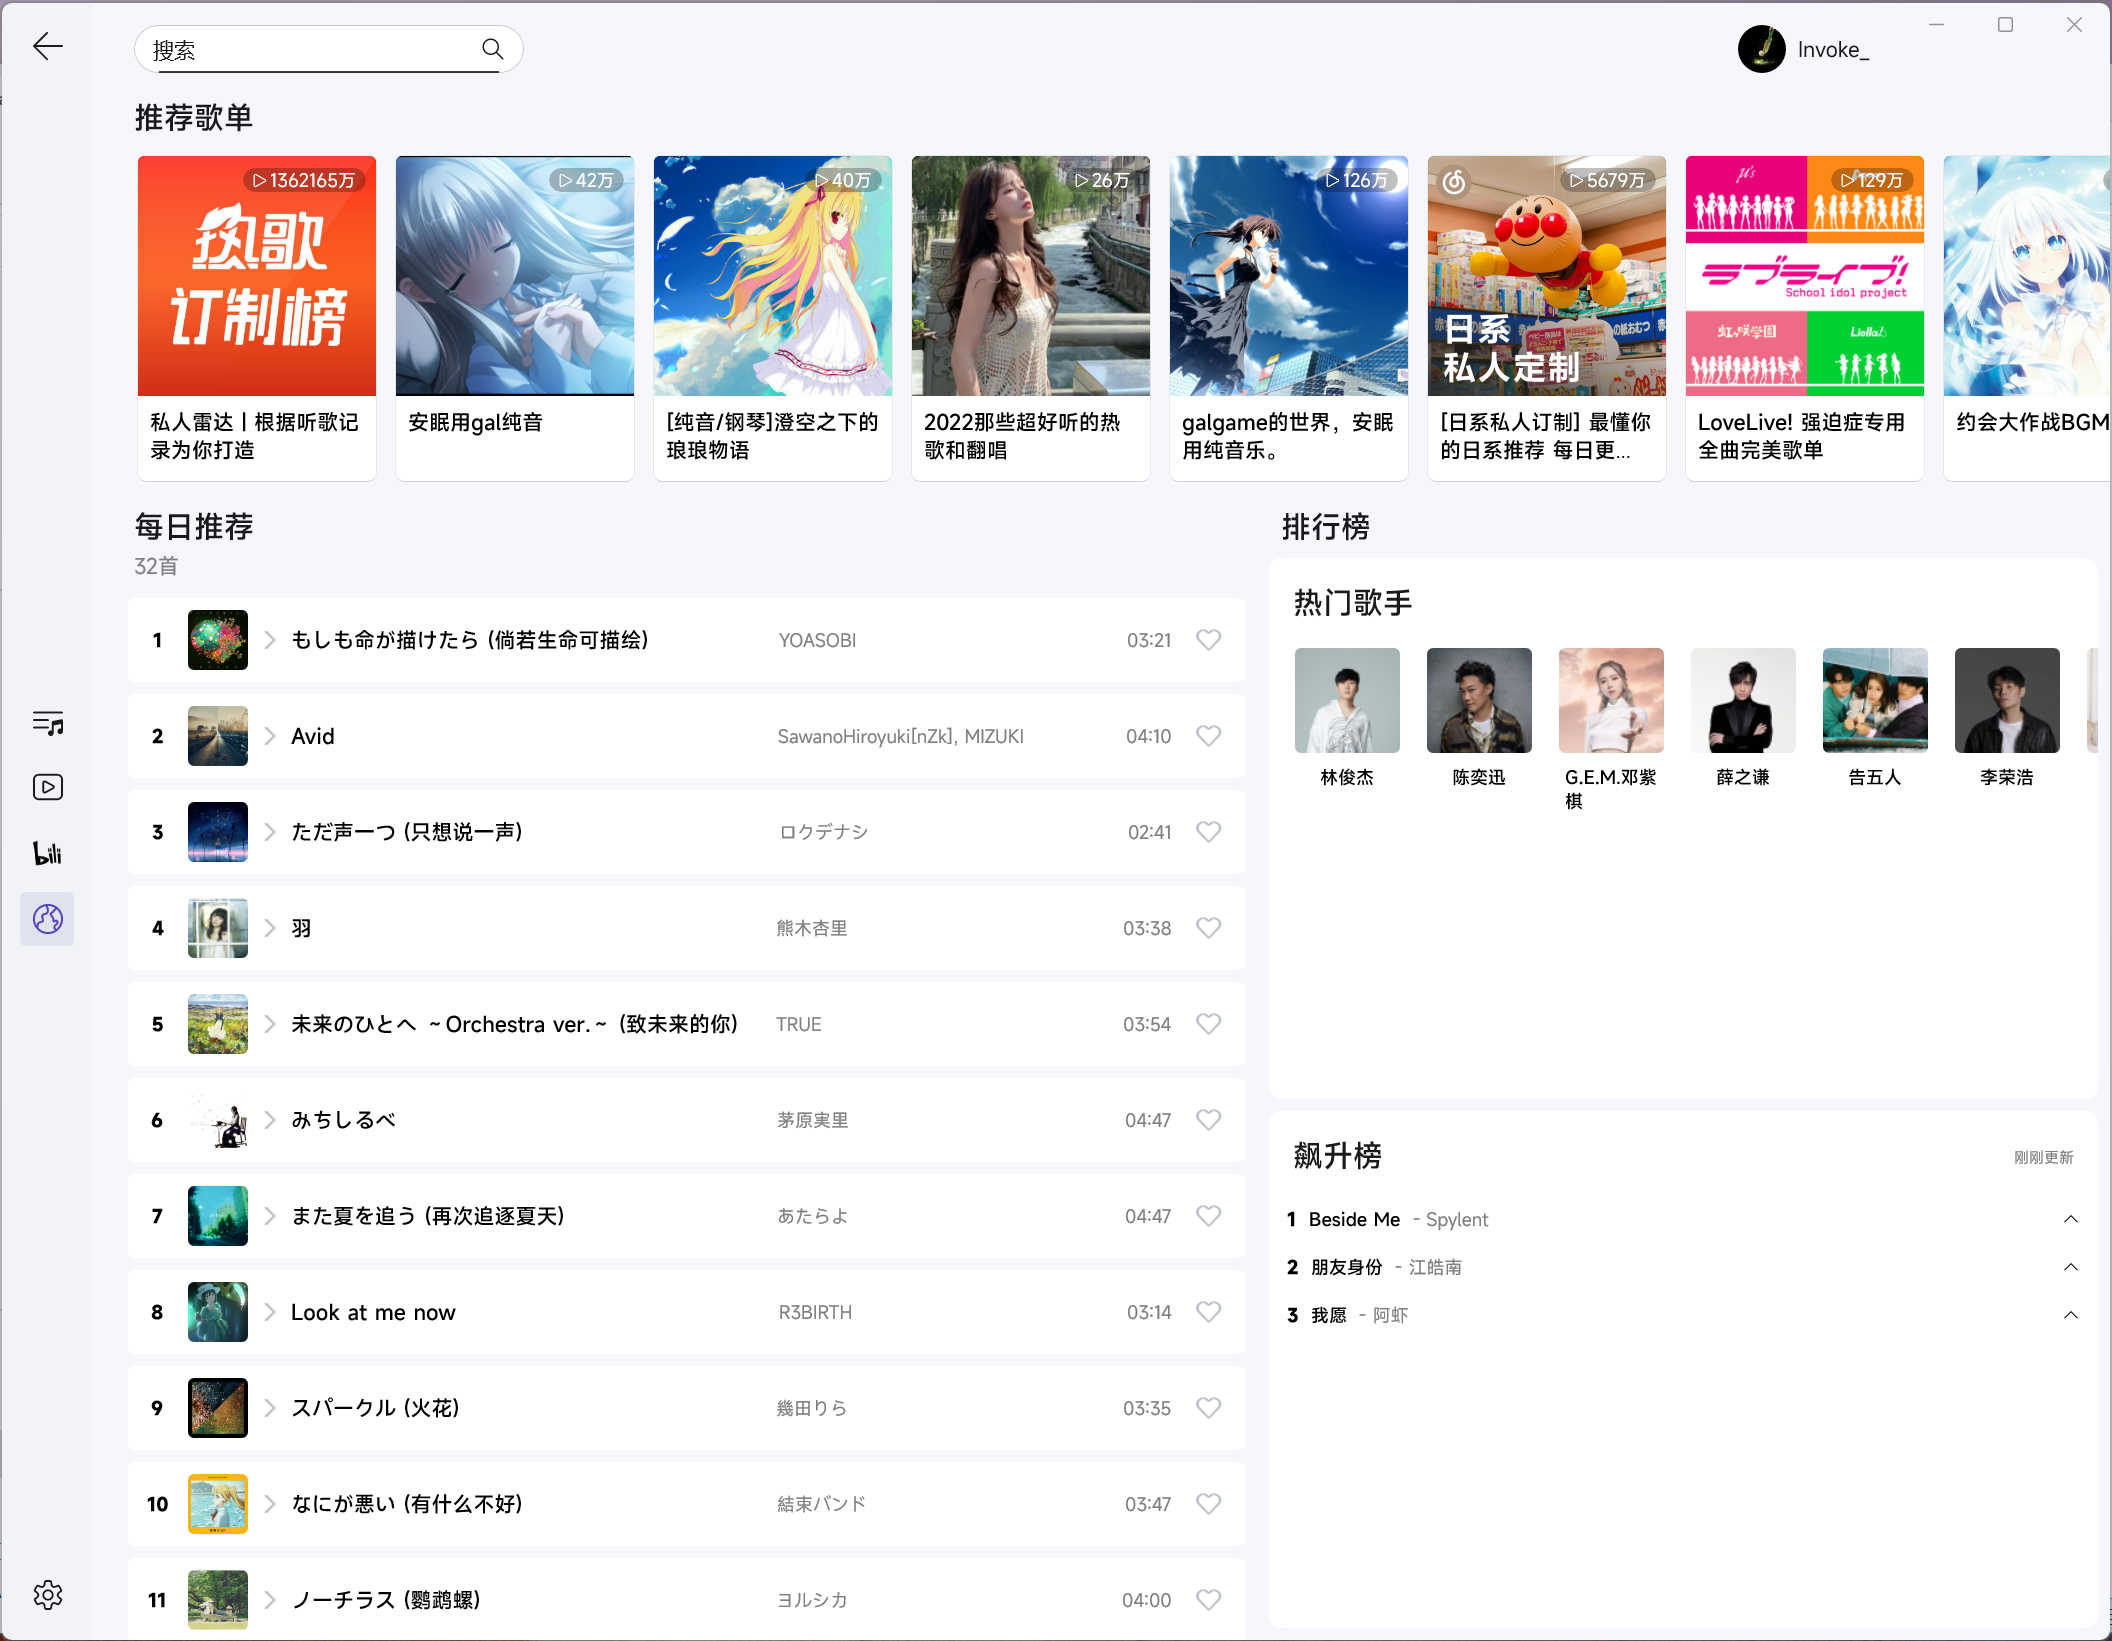 搜索
Invoke_
推荐歌单
1362165万
热歌
订制榜
私人雷达丨根据听歌记
录为你打造
42万
安眠用gal纯音
40万
[纯音/钢琴]澄空之下的
琅琅物语
26万
2022那些超好听的热
歌和翻唱
126万
galgame的世界，安眠
用纯音乐。
5679万
日系
私人定制
[日系私人订制] 最懂你
的日系推荐 每日更...
129万
μ's
ラブライブ!
School idol project
虹ヶ咲学園
Liella!
LoveLive! 强迫症专用
全曲完美歌单
约会大作战BGM
每日推荐
32首
1 もしも命が描けたら (倘若生命可描绘) YOASOBI 03:21
2 Avid SawanoHiroyuki[nZk], MIZUKI 04:10
3 ただ声一つ (只想说一声) ロクデナシ 02:41
4 羽 熊木杏里 03:38
5 未来のひとへ ～Orchestra ver.～ (致未来的你) TRUE 03:54
6 みちしるべ 茅原実里 04:47
7 また夏を追う (再次追逐夏天) あたらよ 04:47
8 Look at me now R3BIRTH 03:14
9 スパークル (火花) 幾田りら 03:35
10 なにが悪い (有什么不好) 結束バンド 03:47
11 ノーチラス (鹦鹉螺) ヨルシカ 04:00
bili
排行榜
热门歌手
林俊杰
陈奕迅
G.E.M.邓紫
棋
薛之谦
告五人
李荣浩
飙升榜
刚刚更新
1 Beside Me - Spylent
2 朋友身份 - 江皓南
3 我愿 - 阿虾